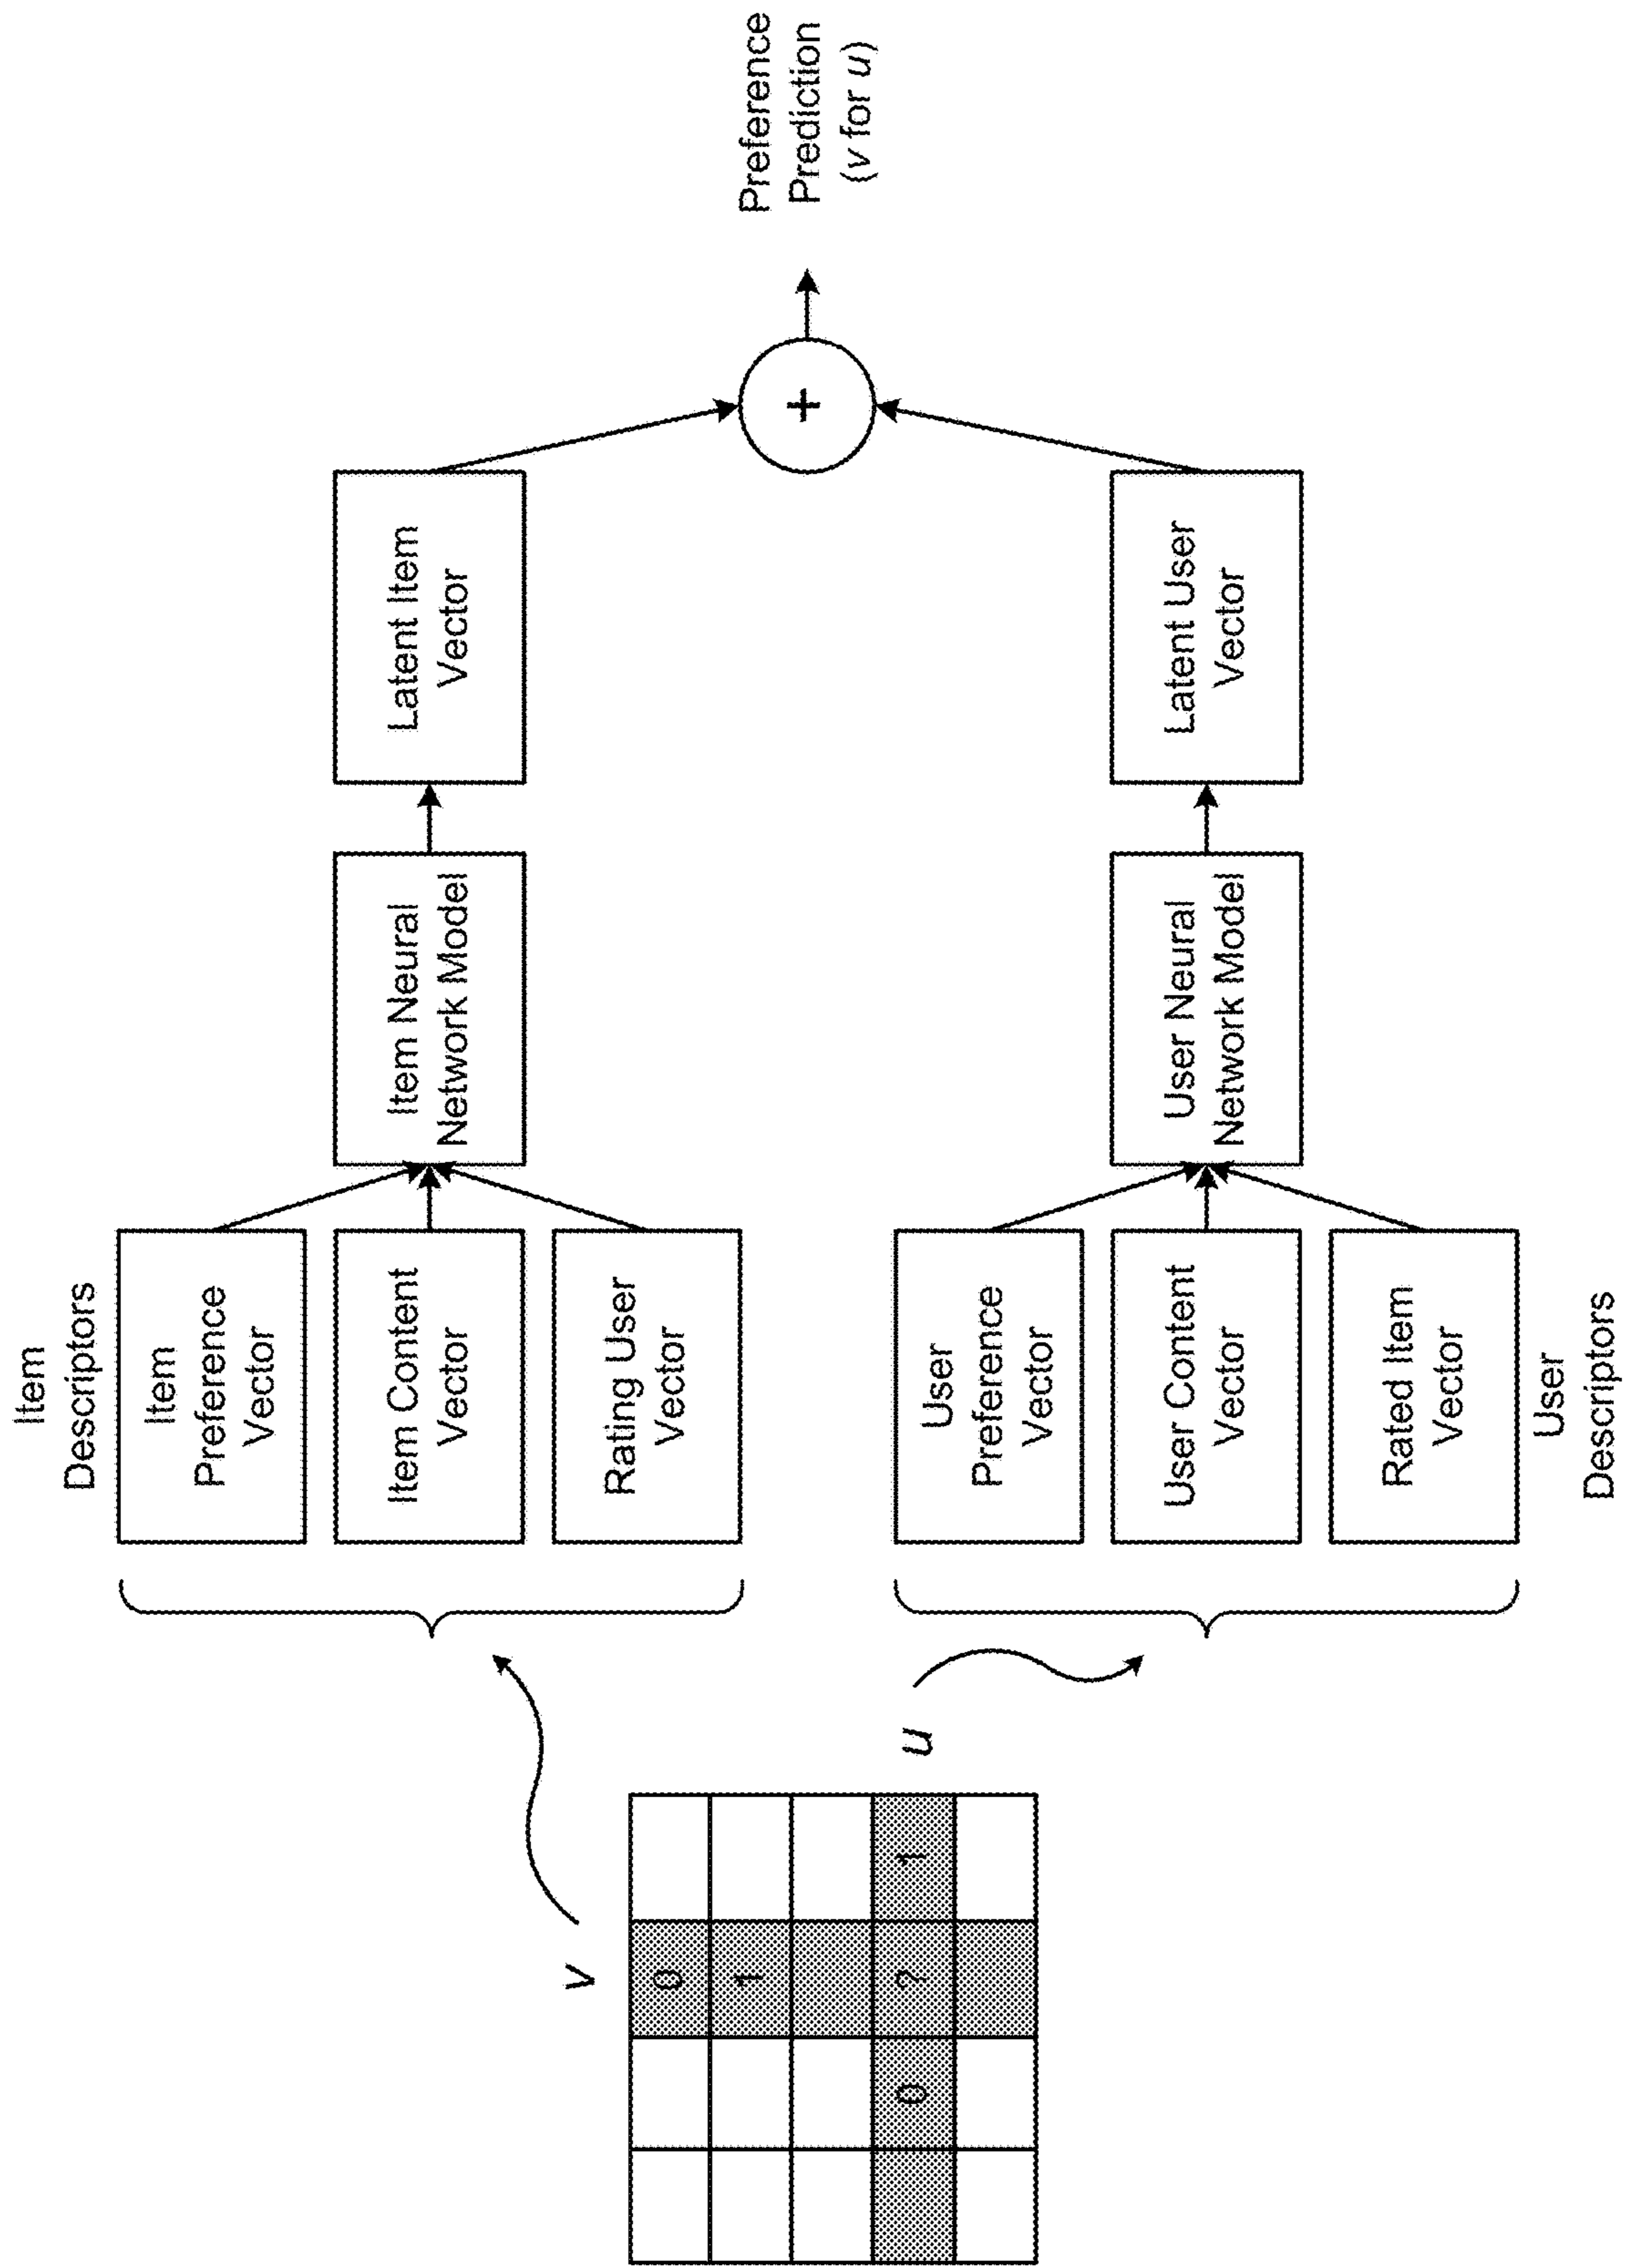 Item
Descriptors
Item
Preference
Vector
Item Content
Vector
Rating User
Vector
Item Neural
Network Model
Latent Item
Vector
v
0
1
0 ? 1
u
+
Preference
Prediction
(v for u)
User
Preference
Vector
User Content
Vector
Rated Item
Vector
User Neural
Network Model
Latent User
Vector
User
Descriptors